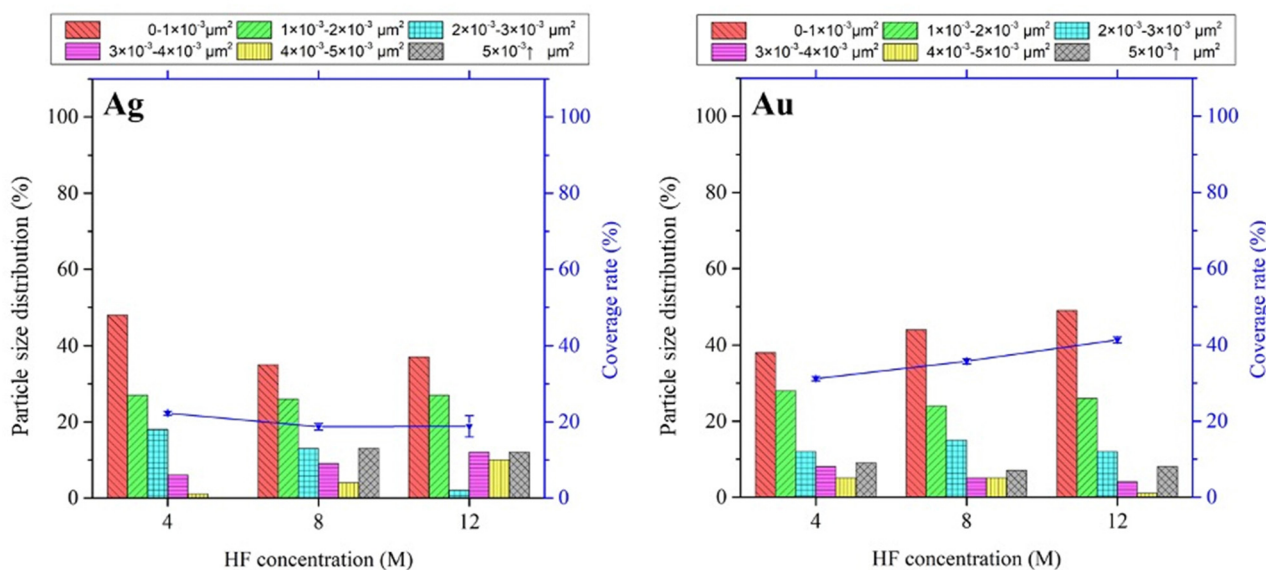 0-1×10⁻³μm² 1×10⁻³-2×10⁻³ μm² 2×10⁻³-3×10⁻³ μm²
3×10⁻³-4×10⁻³ μm² 4×10⁻³-5×10⁻³ μm² 5×10⁻³↑ μm²
Ag
100
80
60
40
20
0
Particle size distribution (%)
100
80
60
40
20
0
Coverage rate (%)
4 8 12
HF concentration (M)
0-1×10⁻³μm² 1×10⁻³-2×10⁻³ μm² 2×10⁻³-3×10⁻³ μm²
3×10⁻³-4×10⁻³ μm² 4×10⁻³-5×10⁻³ μm² 5×10⁻³↑ μm²
Au
100
80
60
40
20
0
Particle size distribution (%)
100
80
60
40
20
0
Coverage rate (%)
4 8 12
HF concentration (M)